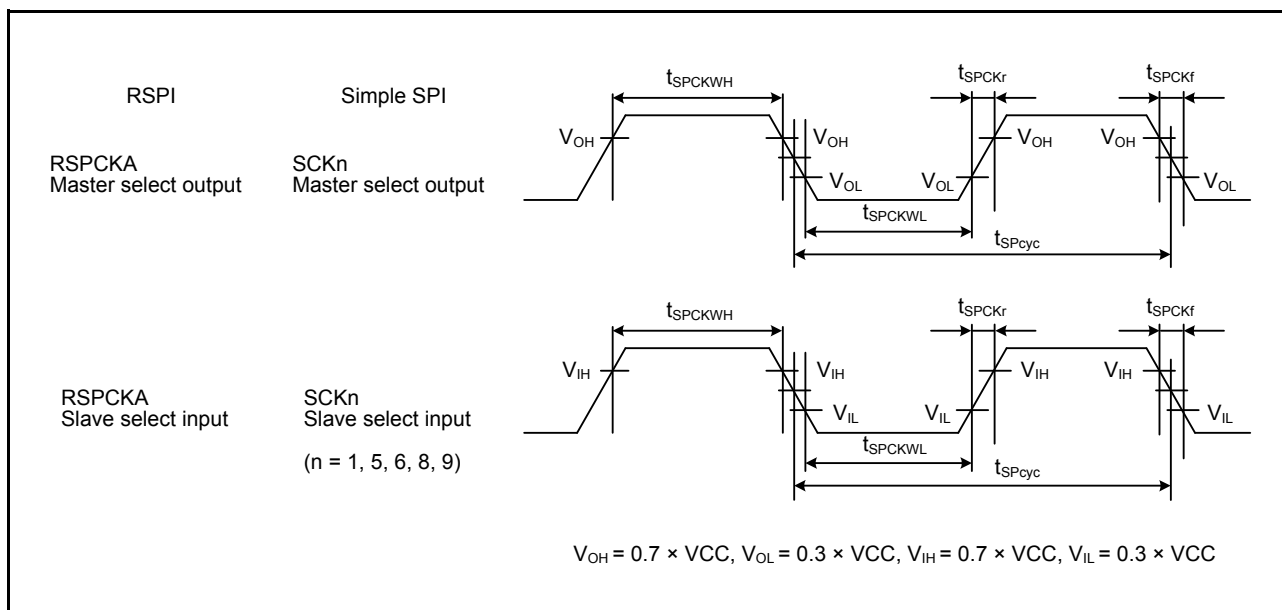 RSPI
Simple SPI
tSPCKWH
tSPCKr
tSPCKf
VOH
VOH
VOH
VOH
RSPCKA
Master select output
SCKn
Master select output
VOL
VOL
VOL
tSPCKWL
tSPcyc
tSPCKWH
tSPCKr
tSPCKf
VIH
VIH
VIH
VIH
RSPCKA
Slave select input
SCKn
Slave select input
VIL
VIL
VIL
(n = 1, 5, 6, 8, 9)
tSPCKWL
tSPcyc
VOH = 0.7 × VCC, VOL = 0.3 × VCC, VIH = 0.7 × VCC, VIL = 0.3 × VCC